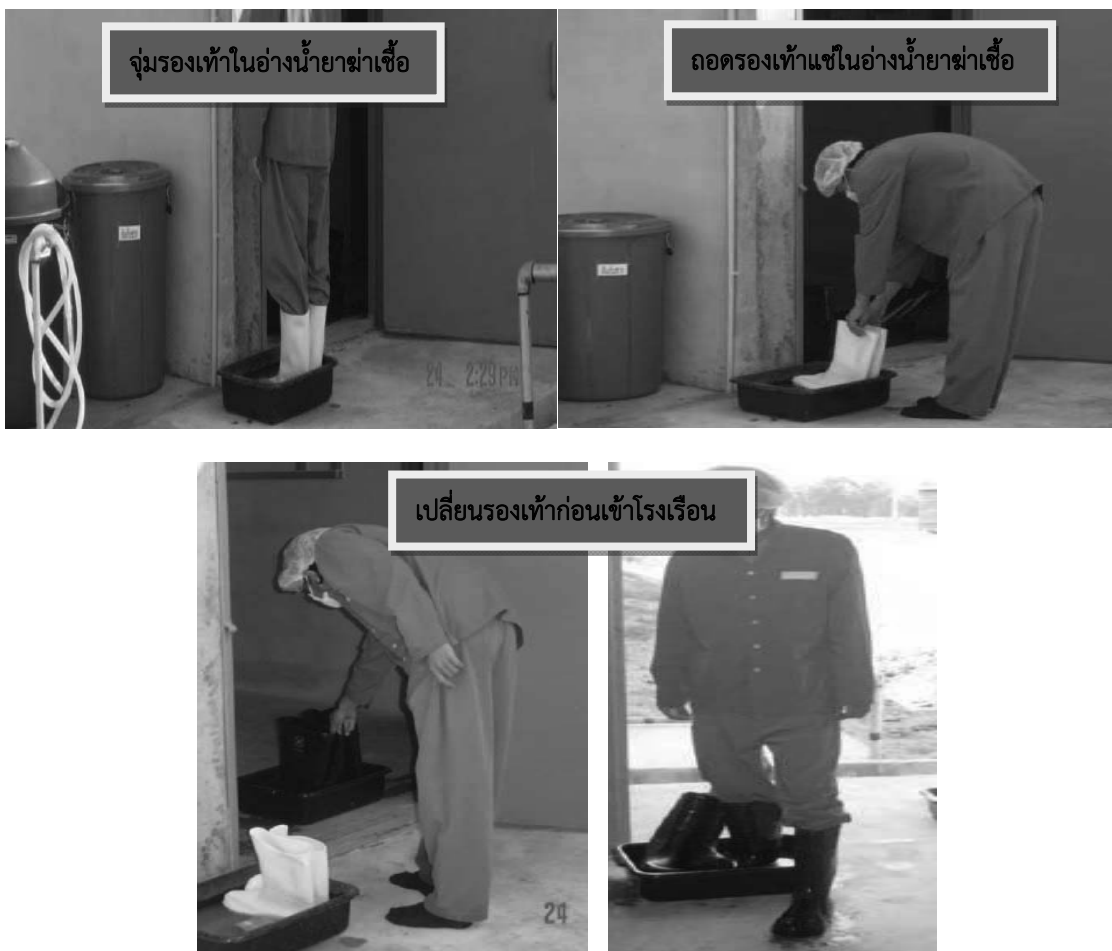 จุ่มรองเท้าในอ่างน้ำยาฆ่าเชื้อ
ถอดรองเท้าแช่ในอ่างน้ำยาฆ่าเชื้อ
24 2:29 PM
เปลี่ยนรองเท้าก่อนเข้าโรงเรือน
24